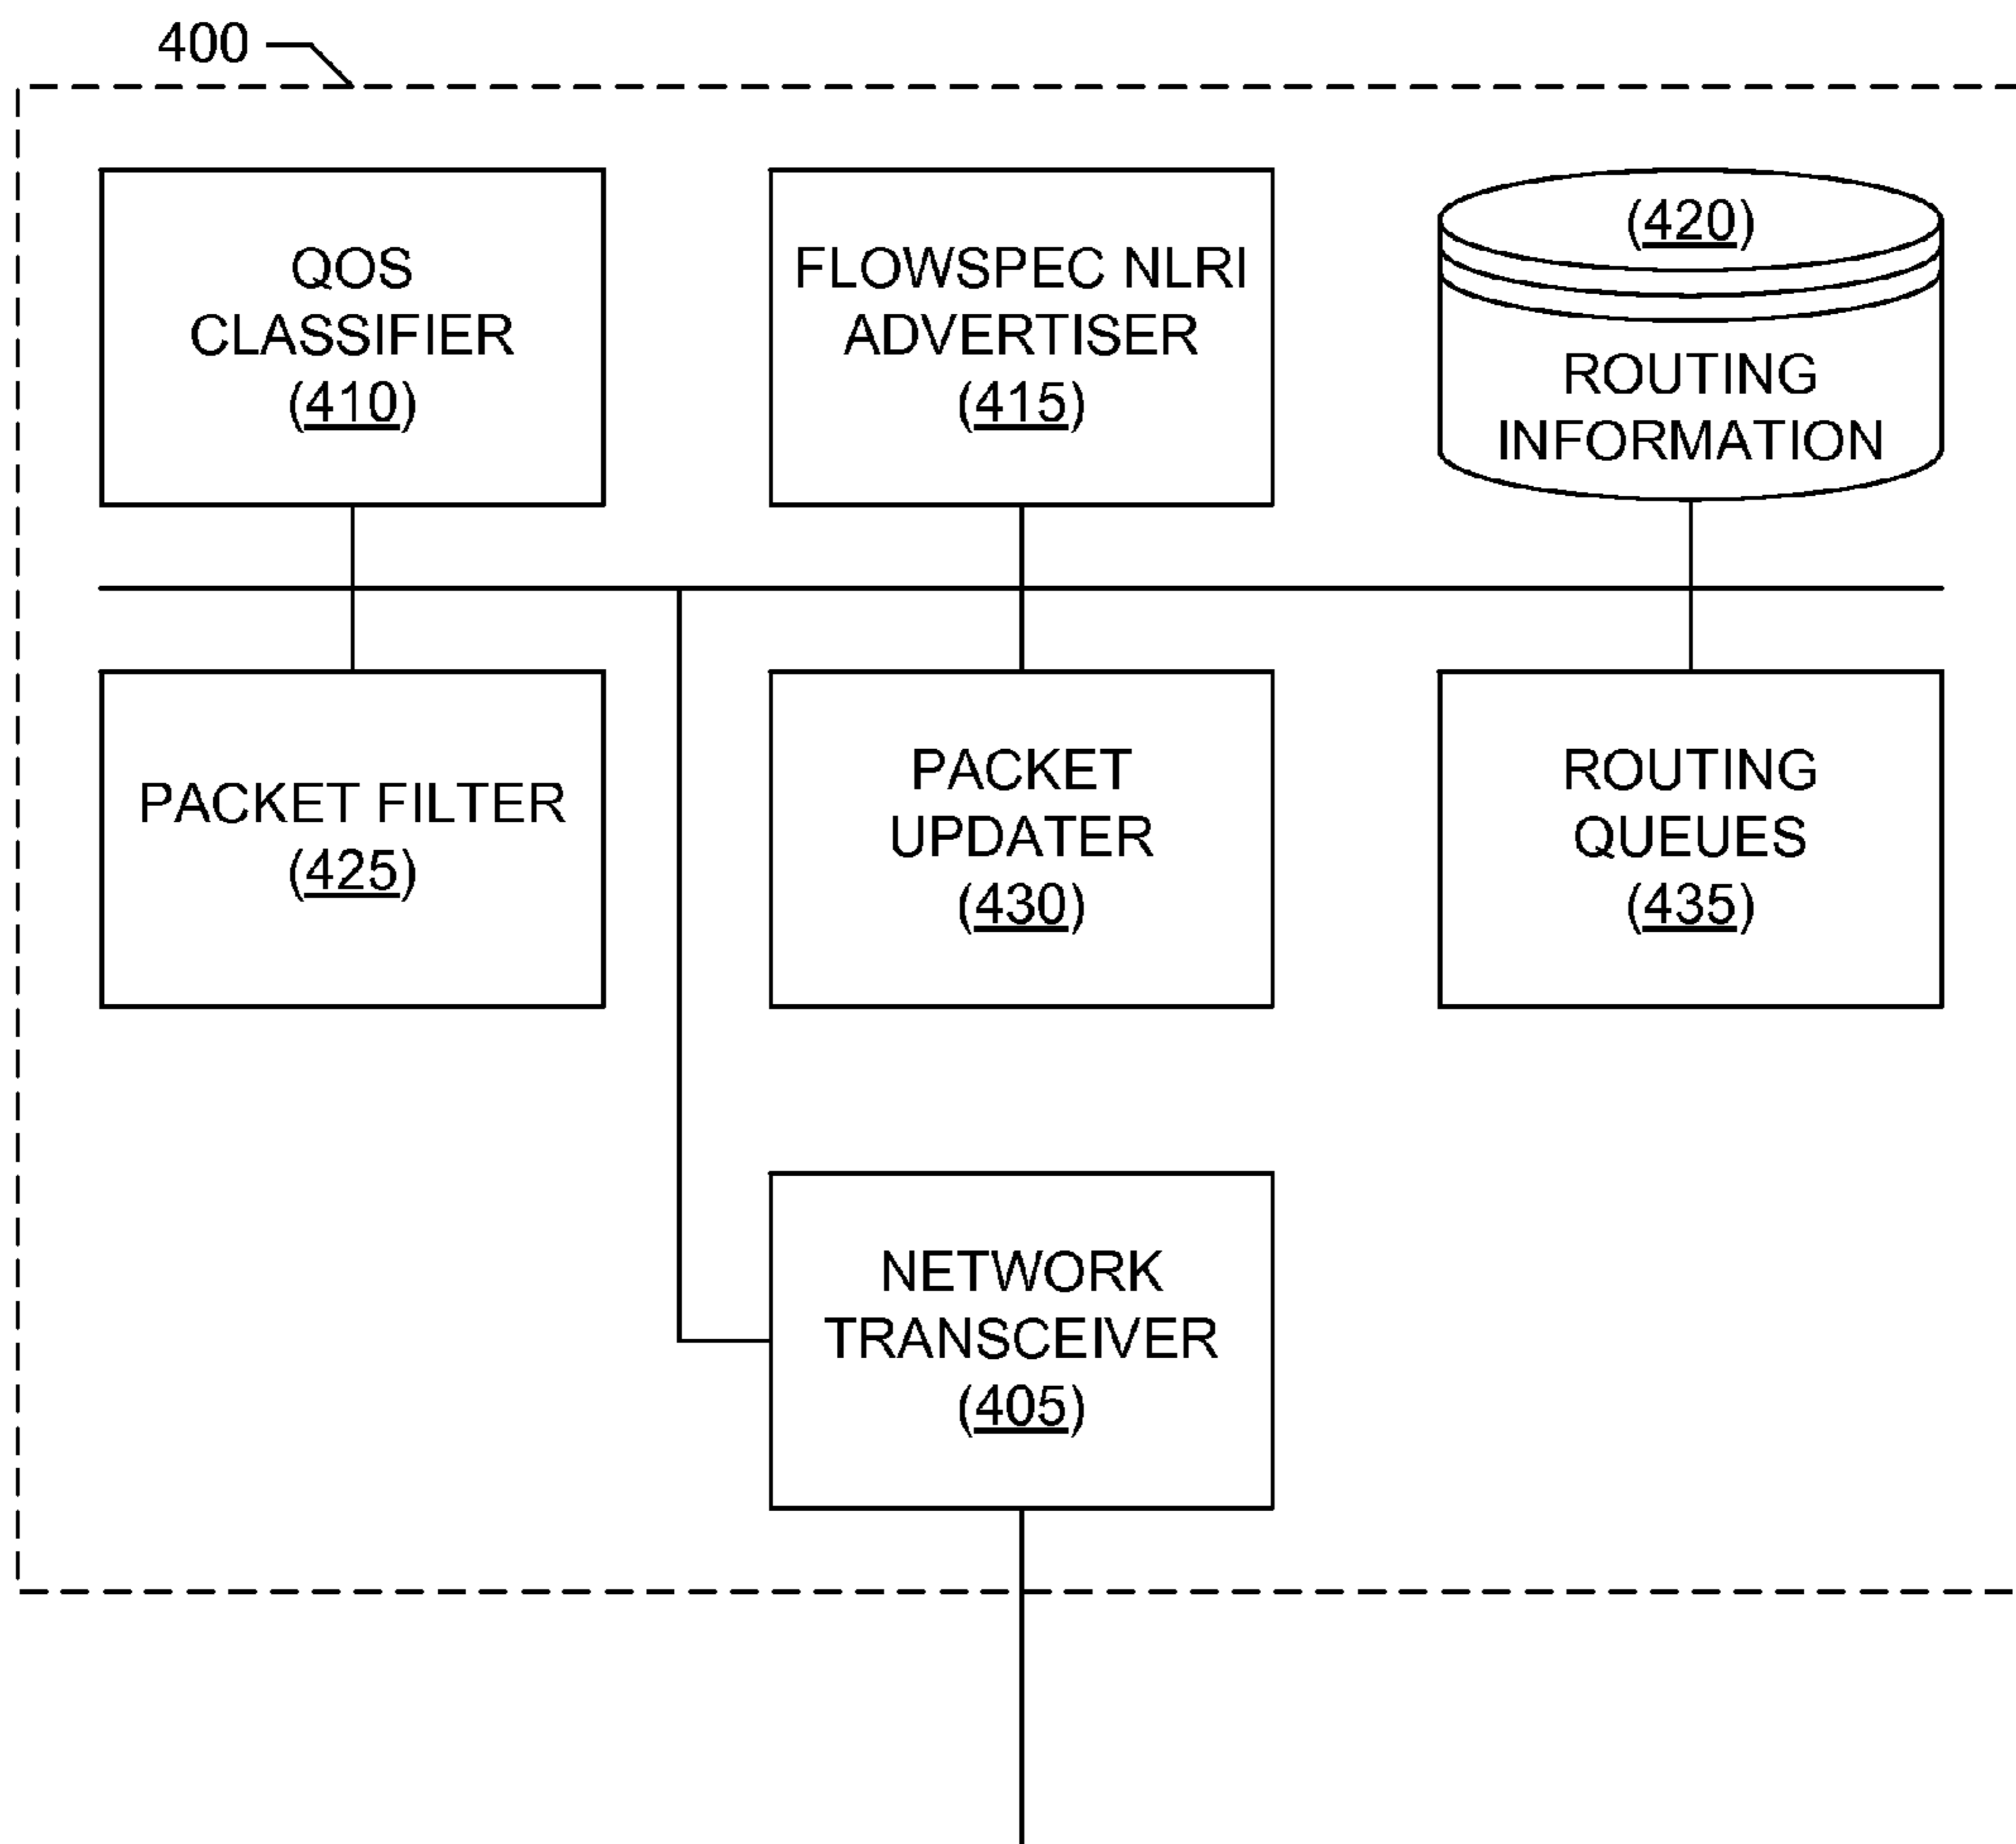 400
QOS
CLASSIFIER
(410)
FLOWSPEC NLRI
ADVERTISER
(415)
(420)
ROUTING
INFORMATION
PACKET FILTER
(425)
PACKET
UPDATER
(430)
ROUTING
QUEUES
(435)
NETWORK
TRANSCEIVER
(405)